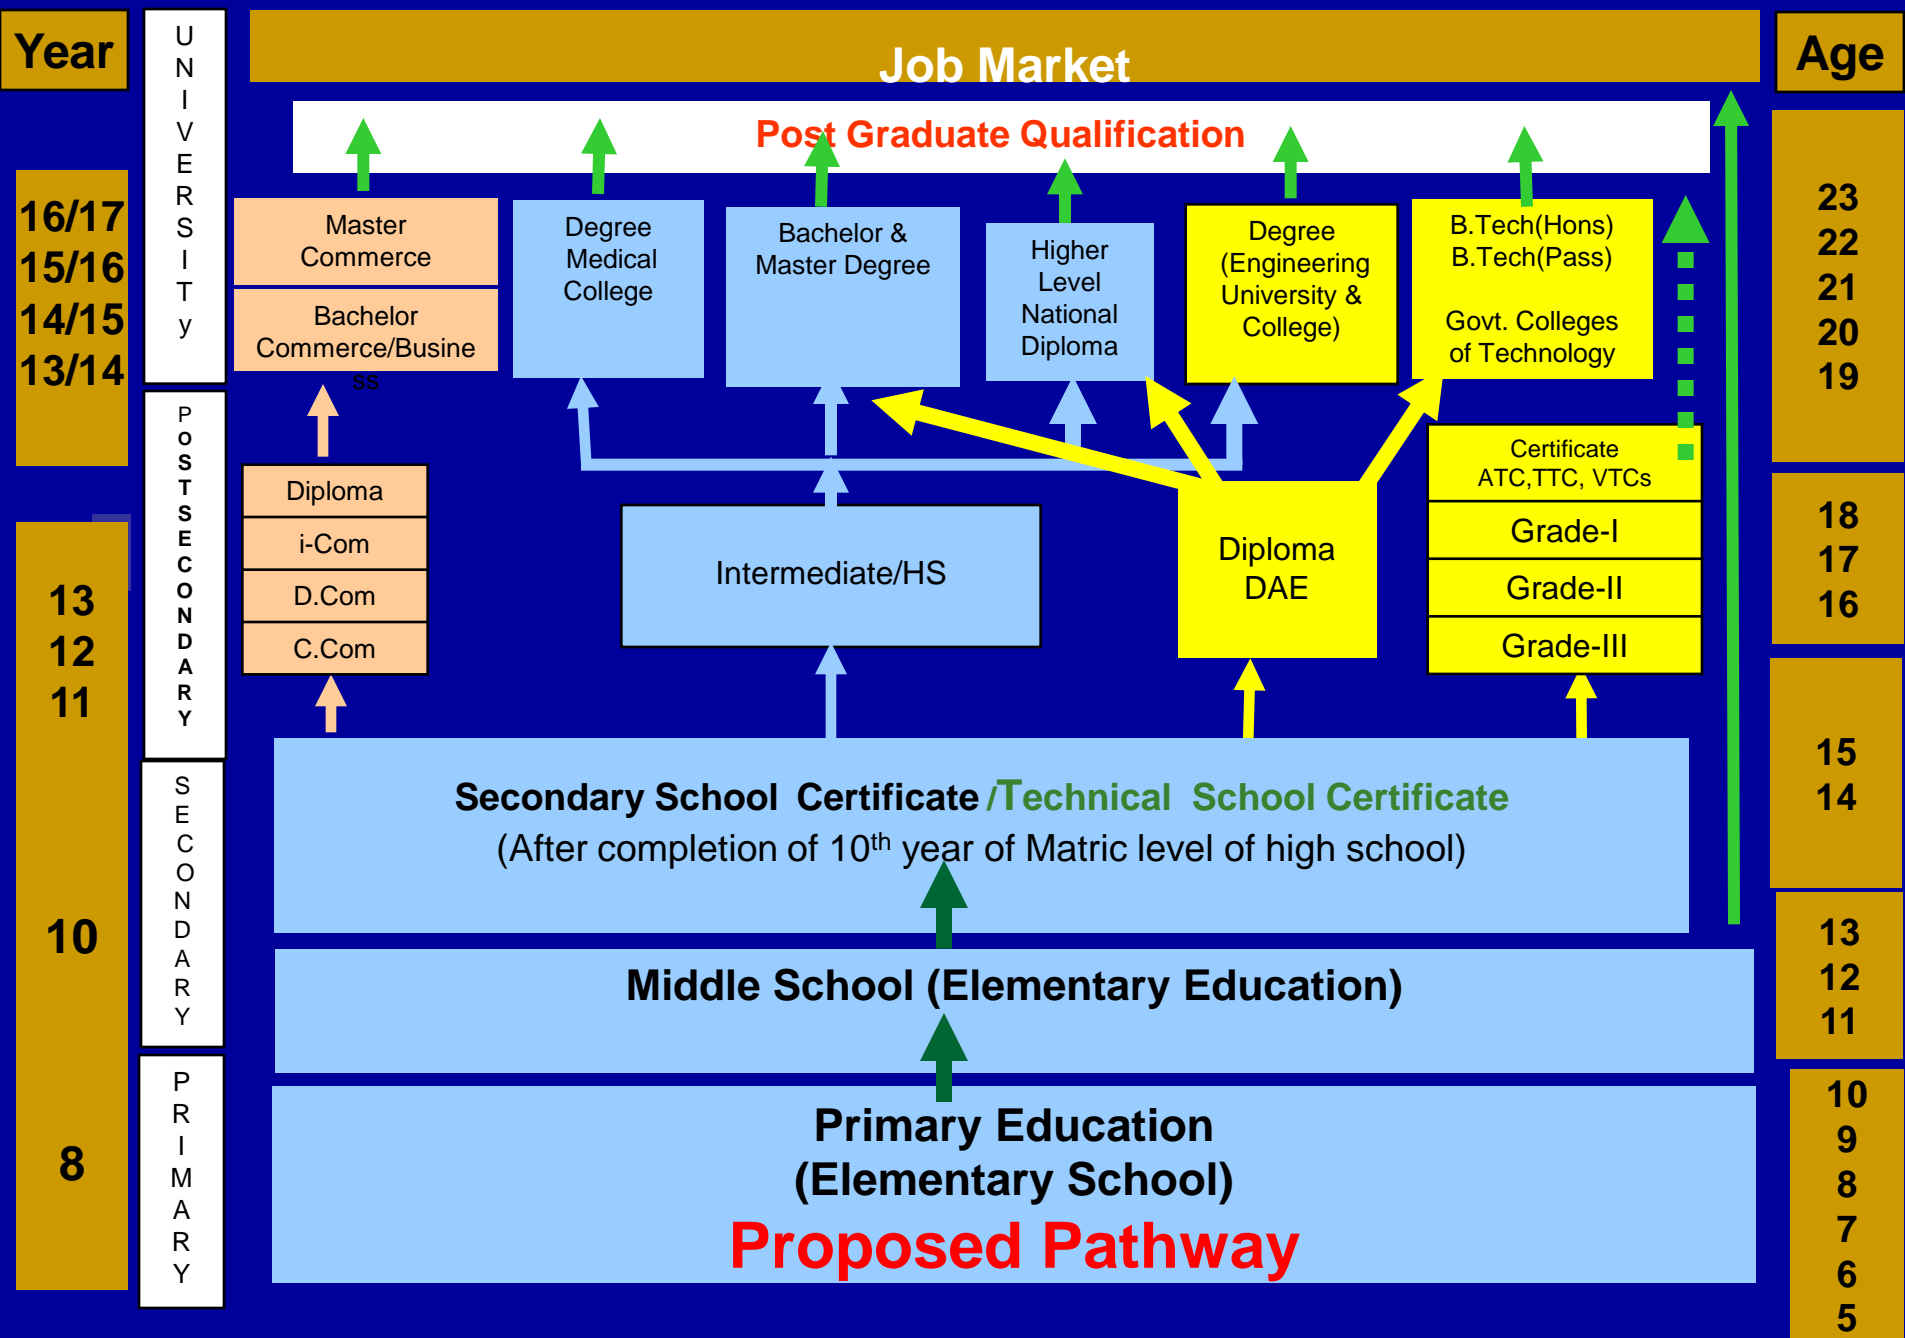 Year
UNIVERSITy
Job Market
Age
Post Graduate Qualification
16/17
15/16
14/15
13/14
Master
Commerce
Bachelor
Commerce/Busine
ss
Degree
Medical
College
Bachelor &
Master Degree
Higher
Level
National
Diploma
Degree
(Engineering
University &
College)
B.Tech(Hons)
B.Tech(Pass)
Govt. Colleges
of Technology
23
22
21
20
19
POSTSECONDARY
Diploma
i-Com
D.Com
C.Com
Intermediate/HS
Diploma
DAE
Certificate
ATC,TTC, VTCs
Grade-I
Grade-II
Grade-III
18
17
16
13
12
11
10
8
SECONDARY
Secondary School Certificate /Technical School Certificate
(After completion of 10th year of Matric level of high school)
15
14
Middle School (Elementary Education)
13
12
11
PRIMARY
Primary Education
(Elementary School)
Proposed Pathway
10
9
8
7
6
5